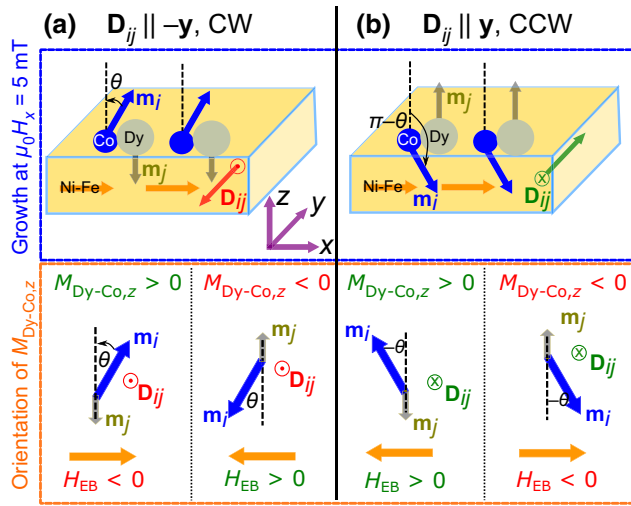 (a) D_ij || −y, CW
(b) D_ij || y, CCW
Growth at μ₀H_x = 5 mT
θ
m_i
Co
Dy
m_j
Ni-Fe
D_ij
z
y
x
m_j
π−θ
Co
Dy
Ni-Fe
m_i
D_ij
Orientation of M_Dy-Co,z
M_Dy-Co,z > 0
M_Dy-Co,z < 0
M_Dy-Co,z > 0
M_Dy-Co,z < 0
m_i
θ
D_ij
m_j
H_EB < 0
m_j
D_ij
θ
m_i
H_EB > 0
m_i
−θ
D_ij
m_j
H_EB > 0
m_j
D_ij
−θ
m_i
H_EB < 0